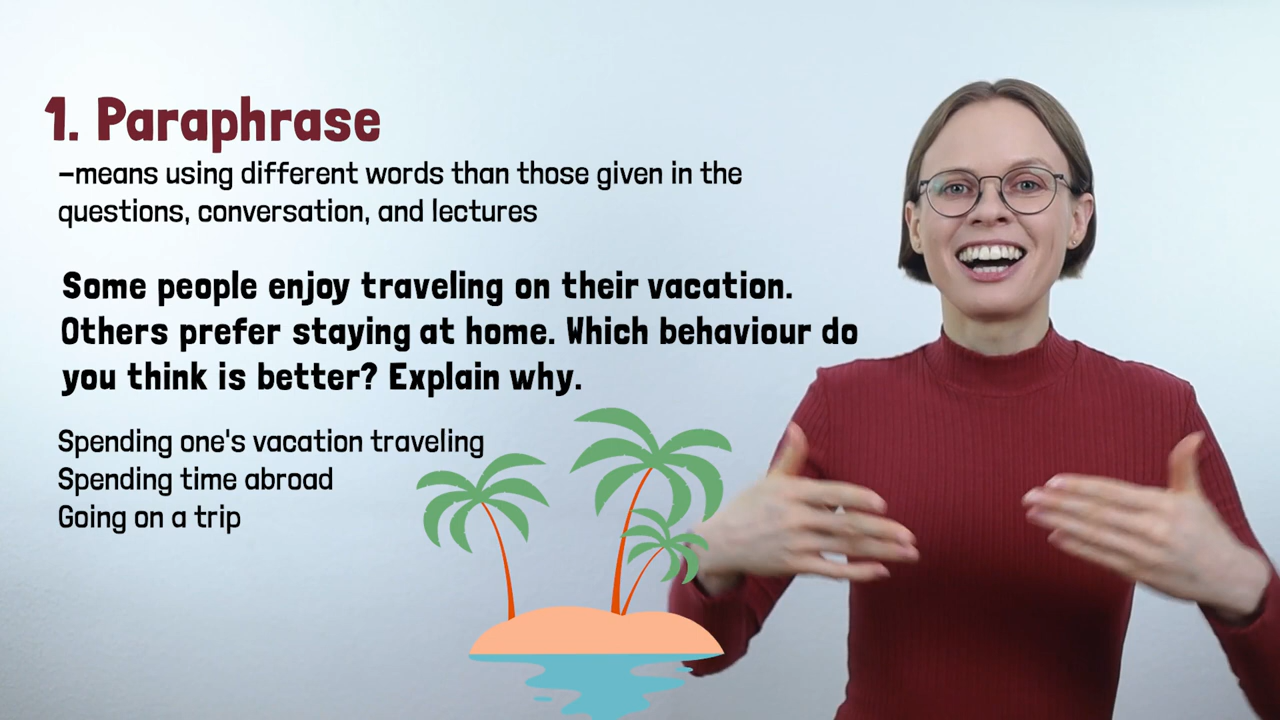 1. Paraphrase
–means using different words than those given in the
questions, conversation, and lectures
Some people enjoy traveling on their vacation.
Others prefer staying at home. Which behaviour do
you think is better? Explain why.
Spending one's vacation traveling
Spending time abroad
Going on a trip